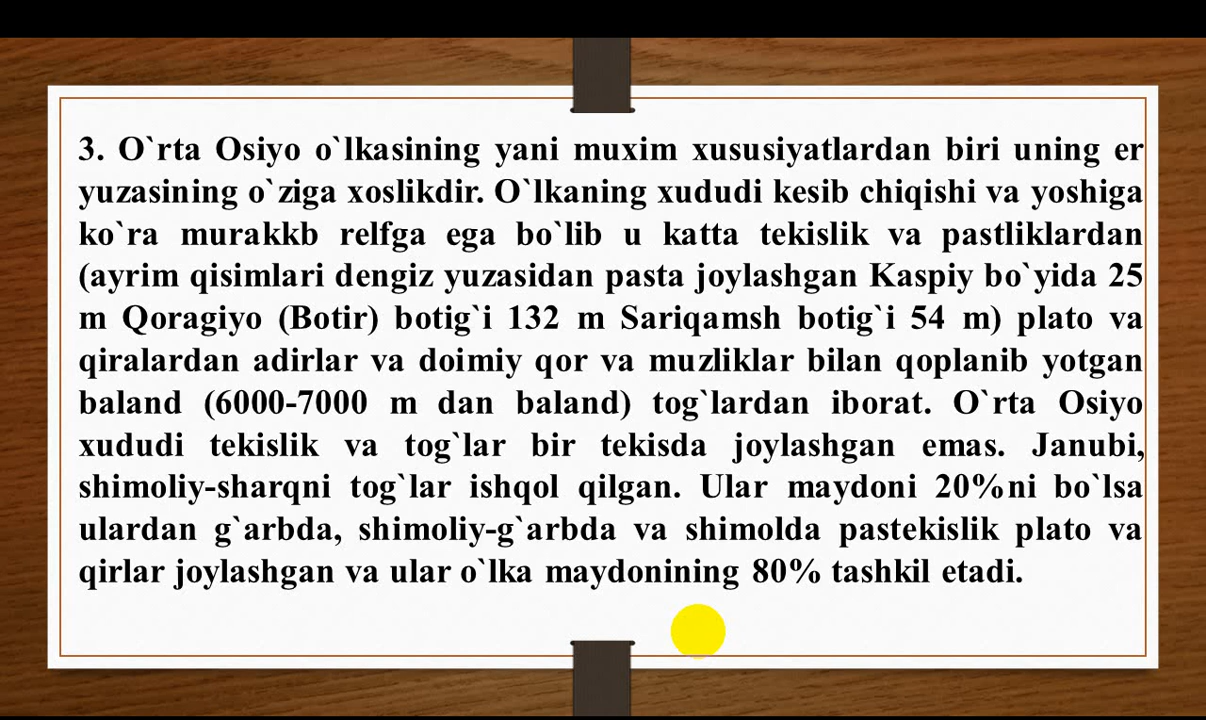 3. O`rta Osiyo o`lkasining yani muxim xususiyatlardan biri uning er
yuzasining o`ziga xoslikdir. O`lkaning xududi kesib chiqishi va yoshiga
ko`ra murakkb relfga ega bo`lib u katta tekislik va pastliklardan
(ayrim qisimlari dengiz yuzasidan pasta joylashgan Kaspiy bo`yida 25
m Qoragiyo (Botir) botig`i 132 m Sariqamsh botig`i 54 m) plato va
qiralardan adirlar va doimiy qor va muzliklar bilan qoplanib yotgan
baland (6000-7000 m dan baland) tog`lardan iborat. O`rta Osiyo
xududi tekislik va tog`lar bir tekisda joylashgan emas. Janubi,
shimoliy-sharqni tog`lar ishqol qilgan. Ular maydoni 20%ni bo`lsa
ulardan g`arbda, shimoliy-g`arbda va shimolda pastekislik plato va
qirlar joylashgan va ular o`lka maydonining 80% tashkil etadi.